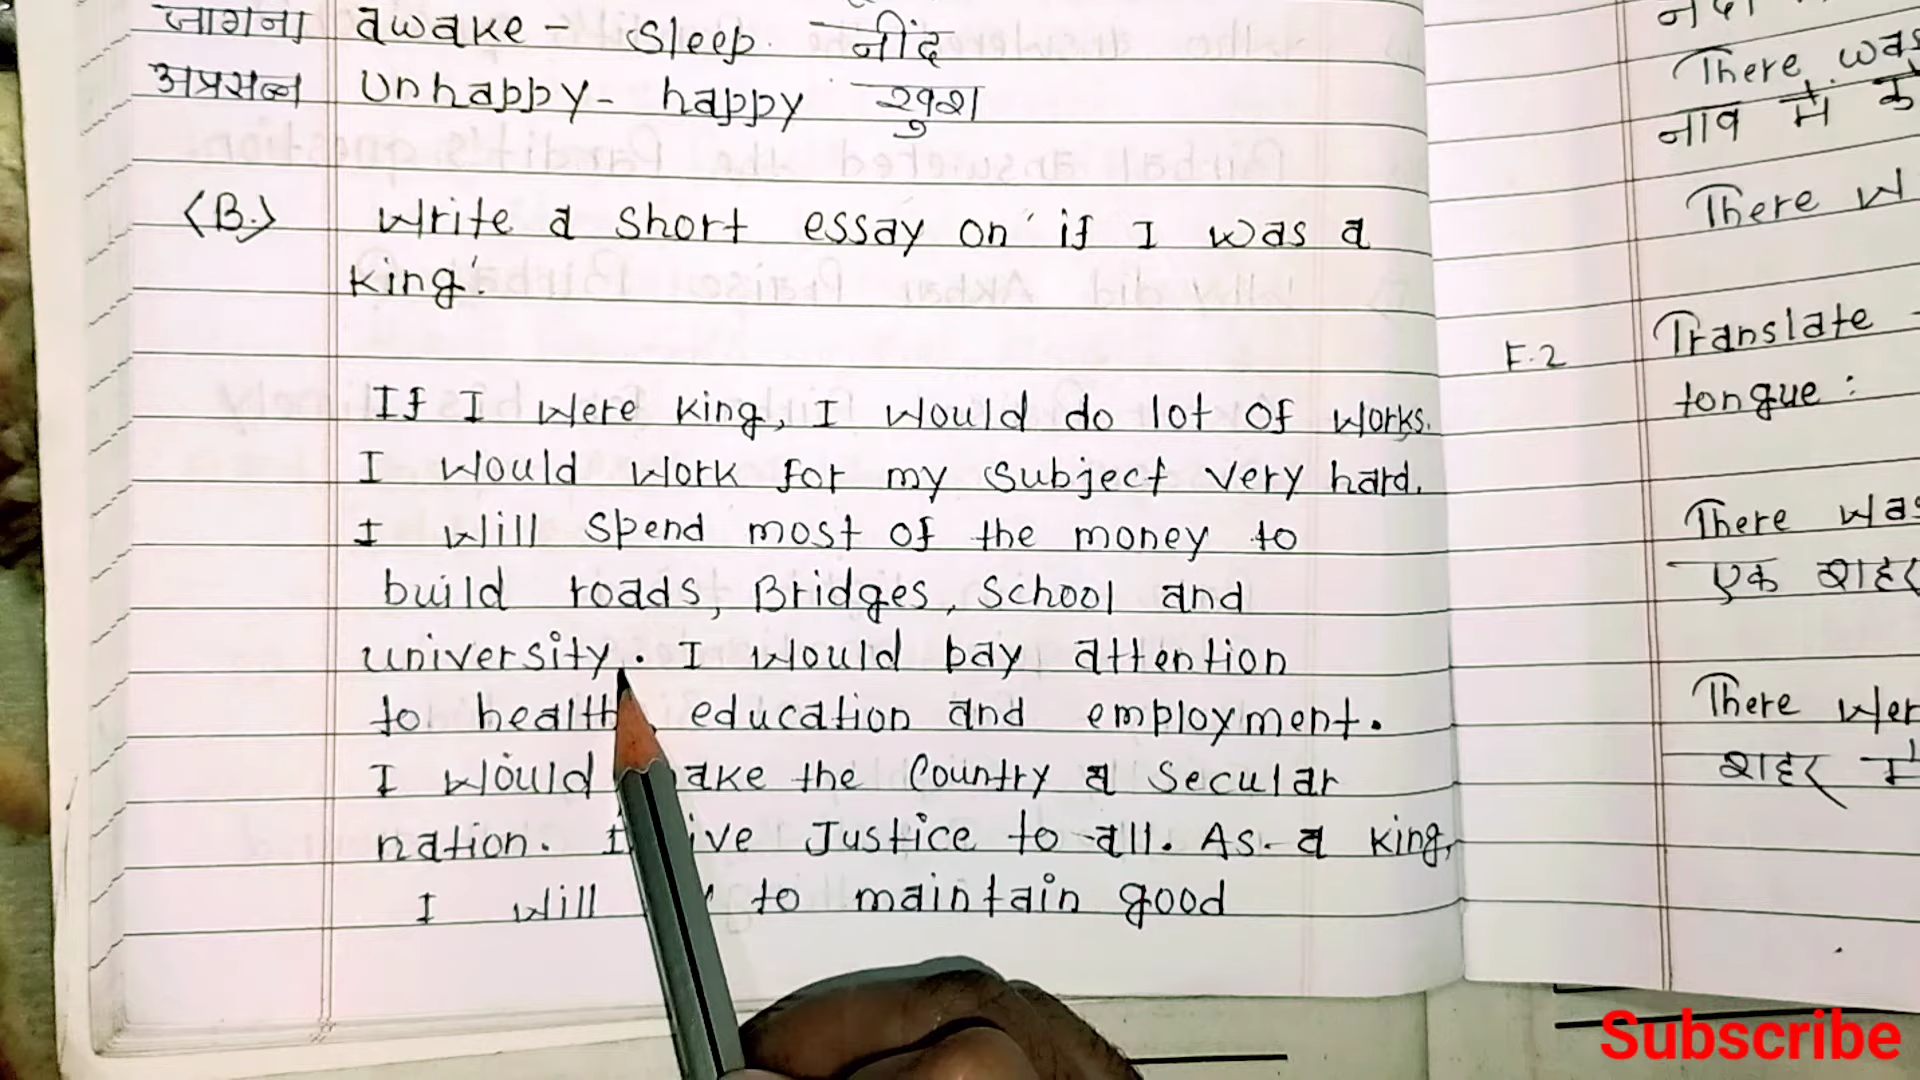 जागना awake - Sleep. नींद
अप्रसन्न Unhappy - happy खुश
(B.) Write a short essay on 'if I was a
king.'
If I were king, I would do lot of works.
I would work for my subject very hard.
I will spend most of the money to
build roads, Bridges, School and
university. I would pay attention
to health education and employment.
I would the Country a Secular
nation. I Justice to all. As a king,
I will to maintain good
There was
नाव में
There
F.2 Translate -
tongue :
There was
एक शहर
There
शहर में
Subscribe